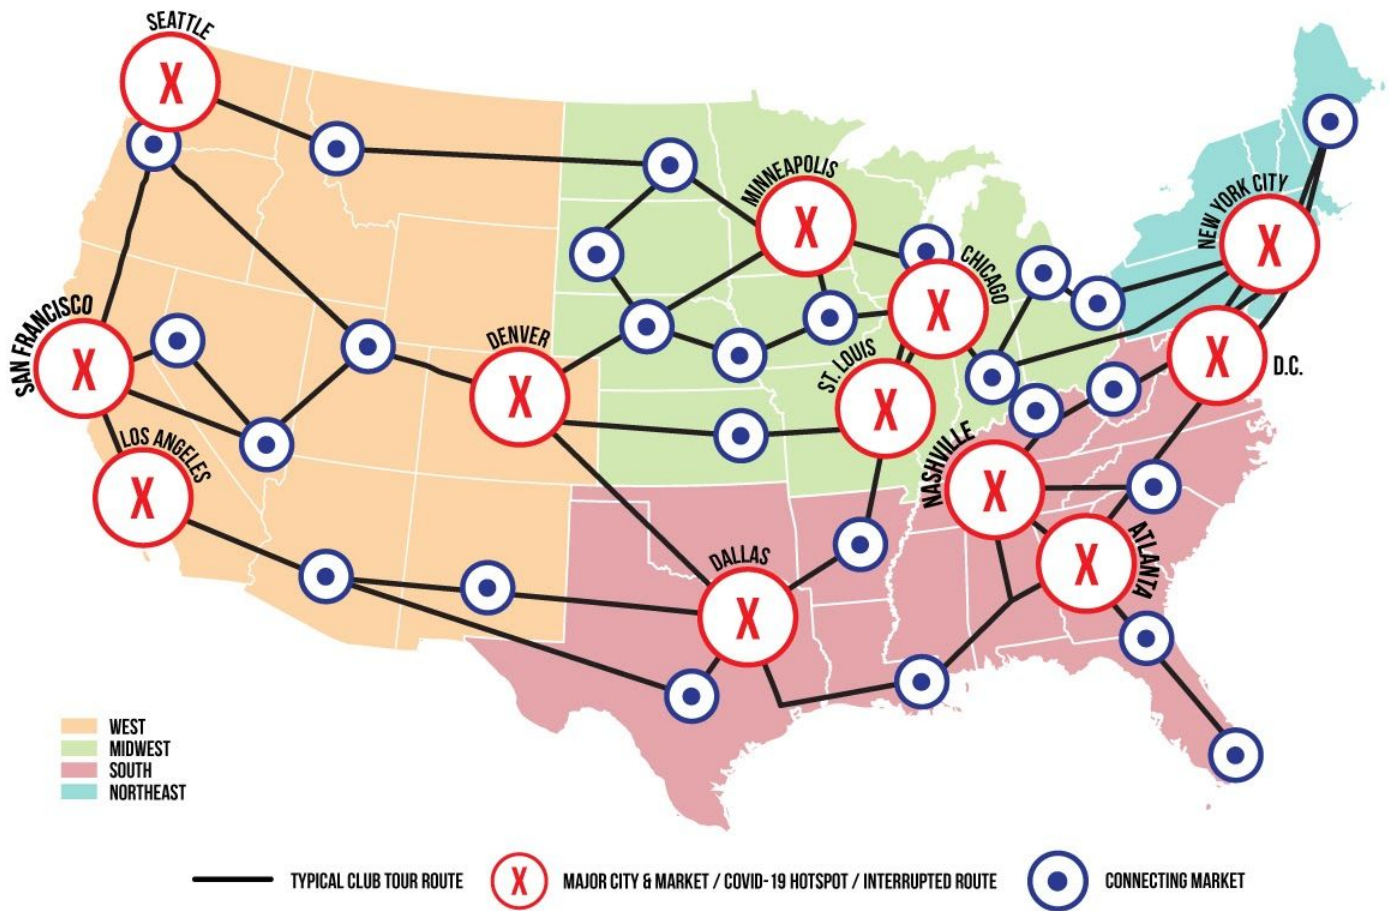 SEATTLE
MINNEAPOLIS
NEW YORK CITY
CHICAGO
SAN FRANCISCO
DENVER
ST. LOUIS
D.C.
LOS ANGELES
NASHVILLE
ATLANTA
DALLAS
X
X
X
X
X
X
X
X
X
X
X
X
WEST
MIDWEST
SOUTH
NORTHEAST
TYPICAL CLUB TOUR ROUTE
X
MAJOR CITY & MARKET / COVID-19 HOTSPOT / INTERRUPTED ROUTE
CONNECTING MARKET